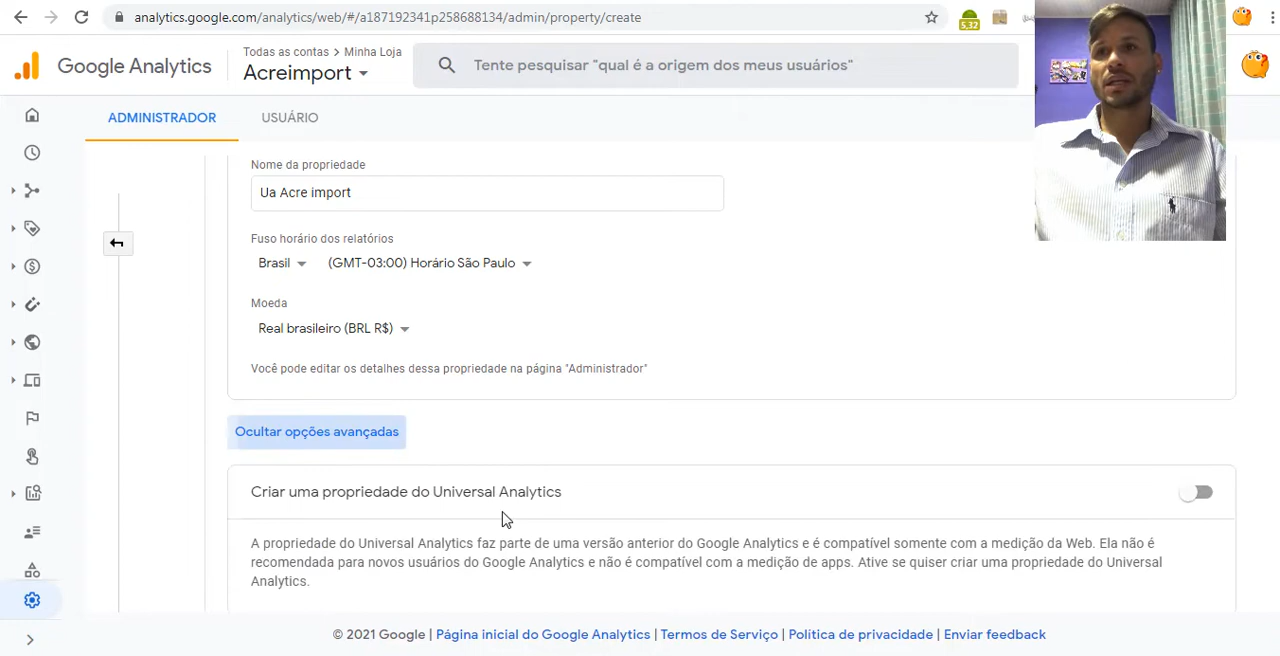 analytics.google.com/analytics/web/#/a187192341p258688134/admin/property/create
5,32
Google Analytics
Todas as contas > Minha Loja
Acreimport
Tente pesquisar "qual é a origem dos meus usuários"
ADMINISTRADOR
USUÁRIO
Nome da propriedade
Ua Acre import
Fuso horário dos relatórios
Brasil
(GMT-03:00) Horário São Paulo
Moeda
Real brasileiro (BRL R$)
Você pode editar os detalhes dessa propriedade na página "Administrador"
Ocultar opções avançadas
Criar uma propriedade do Universal Analytics
A propriedade do Universal Analytics faz parte de uma versão anterior do Google Analytics e é compatível somente com a medição da Web. Ela não é
recomendada para novos usuários do Google Analytics e não é compatível com a medição de apps. Ative se quiser criar uma propriedade do Universal
Analytics.
© 2021 Google | Página inicial do Google Analytics | Termos de Serviço | Política de privacidade | Enviar feedback